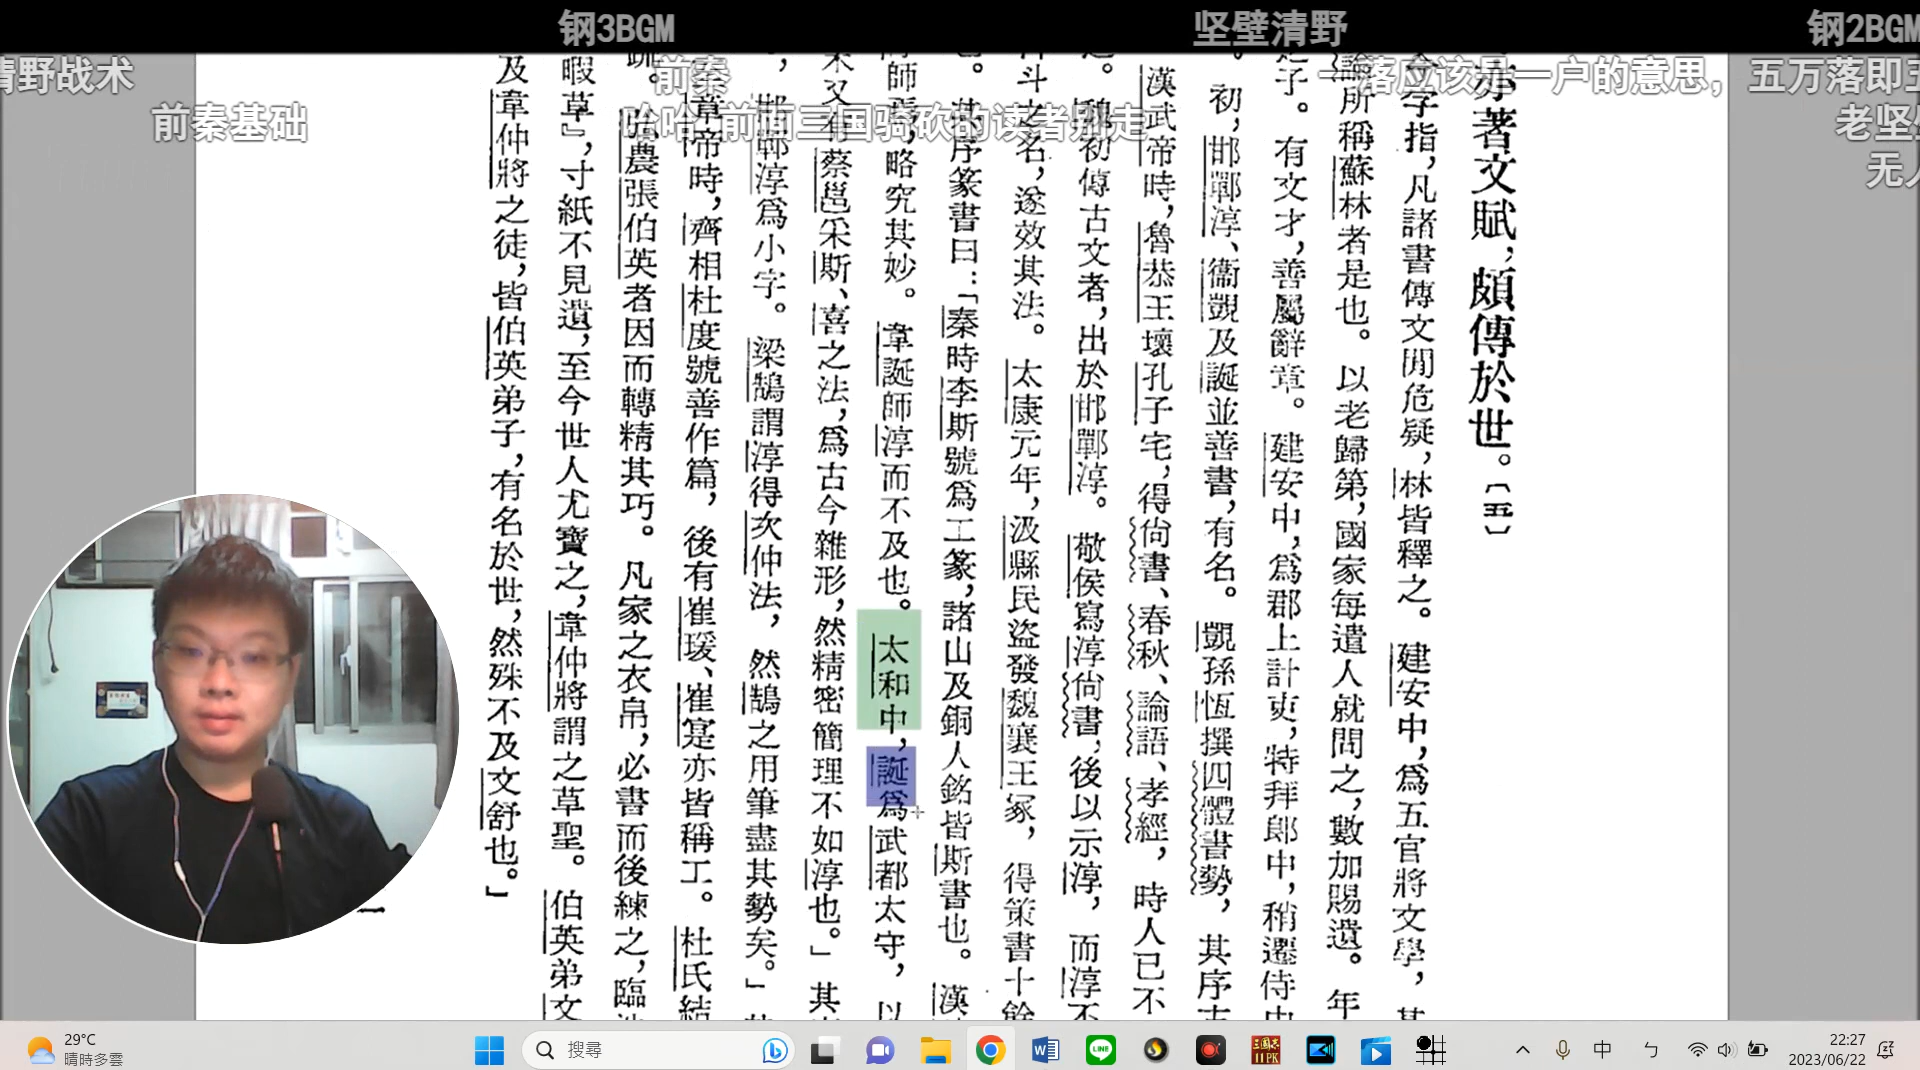 钢3BGM
坚壁清野
钢2BGM
清野战术
前秦
一落应该是一户的意思，五万落即五
前秦基础
哈哈 前面三国骑砍的读者别走
老坚
无
亦著文賦，頗傳於世。〔五〕
今字指，凡諸書傳文閒危疑，林皆釋之。建安中，爲五官將文學，甚
論所稱蘇林者是也。以老歸第，國家每遣人就問之，數加賜遺。年
之子。有文才，善屬辭章。建安中，爲郡上計吏，特拜郎中，稍遷侍中
。初，邯鄲淳、衞覬及誕並善書，有名。覬孫恆撰四體書勢，其序古
漢武帝時，魯恭王壞孔子宅，得尙書、春秋、論語、孝經，時人已不
。魏初傳古文者，出於邯鄲淳。敬侯寫淳尙書，後以示淳，而淳不
斗之名，遂效其法。太康元年，汲縣民盜發魏襄王冢，得策書十餘
。其序篆書曰：「秦時李斯號爲工篆，諸山及銅人銘皆斯書也。漢
師焉，略究其妙。韋誕師淳而不及也。太和中，誕爲武都太守，以
又有蔡邕采斯、喜之法，爲古今雜形，然精密簡理不如淳也。」其
，邯鄲淳爲小字。梁鵠謂淳得次仲法，然鵠之用筆盡其勢矣。」其
章帝時，齊相杜度號善作篇，後有崔瑗、崔寔亦皆稱工。杜氏結
疏。弘農張伯英者因而轉精其巧。凡家之衣帛，必書而後練之，臨
暇草』，寸紙不見遺，至今世人尤寶之，韋仲將謂之草聖。伯英弟文
及韋仲將之徒，皆伯英弟子，有名於世，然殊不及文舒也。」
29°C
晴時多雲
搜尋
中
22:27
2023/06/22